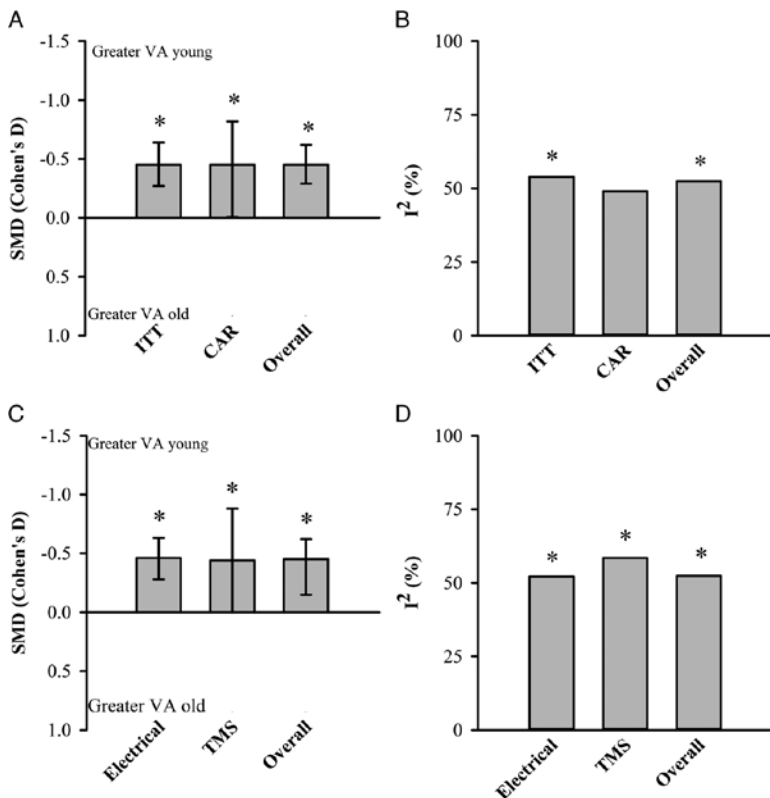 A
SMD (Cohen's D)
-1.5
-1.0
-0.5
0.0
0.5
1.0
Greater VA young
* * *
Greater VA old
ITT CAR Overall
B
I² (%)
100
75
50
25
0
* *
ITT CAR Overall
C
SMD (Cohen's D)
-1.5
-1.0
-0.5
0.0
0.5
1.0
Greater VA young
* * *
Greater VA old
Electrical TMS Overall
D
I² (%)
100
75
50
25
0
* * *
Electrical TMS Overall